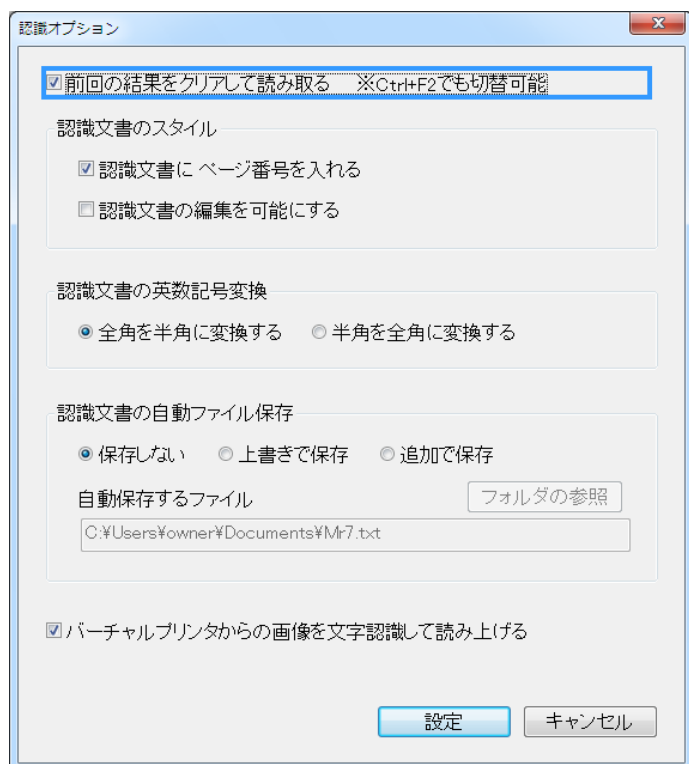 認識オプション
前回の結果をクリアして読み取る　※Ctrl+F2でも切替可能
認識文書のスタイル
認識文書に ページ番号を入れる
認識文書の編集を可能にする
認識文書の英数記号変換
全角を半角に変換する　半角を全角に変換する
認識文書の自動ファイル保存
保存しない　上書きで保存　追加で保存
自動保存するファイル　フォルダの参照
C:¥Users¥owner¥Documents¥Mr7.txt
バーチャルプリンタからの画像を文字認識して読み上げる
設定　キャンセル